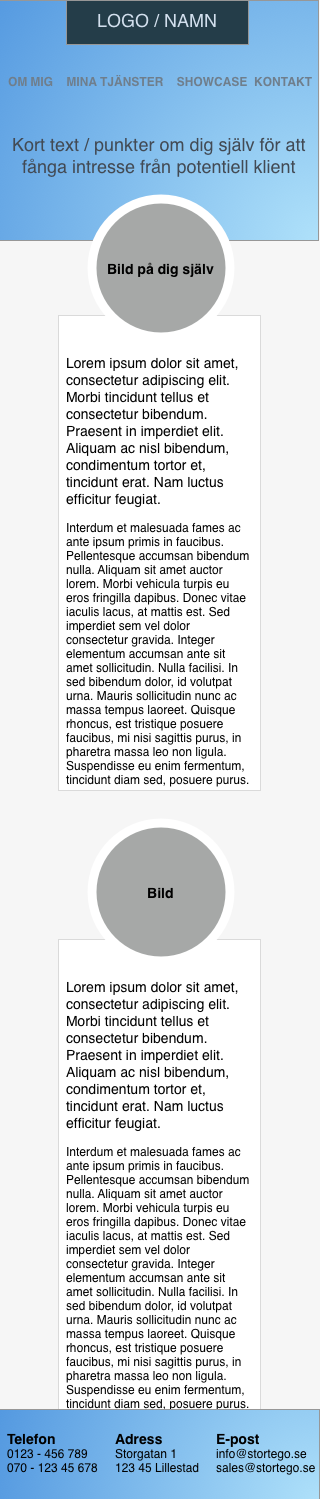 LOGO / NAMN
OM MIG MINA TJÄNSTER SHOWCASE KONTAKT
Kort text / punkter om dig själv för att
fånga intresse från potentiell klient
Bild på dig själv
Lorem ipsum dolor sit amet,
consectetur adipiscing elit.
Morbi tincidunt tellus et
consectetur bibendum.
Praesent in imperdiet elit.
Aliquam ac nisl bibendum,
condimentum tortor et,
tincidunt erat. Nam luctus
efficitur feugiat.
Interdum et malesuada fames ac
ante ipsum primis in faucibus.
Pellentesque accumsan bibendum
nulla. Aliquam sit amet auctor
lorem. Morbi vehicula turpis eu
eros fringilla dapibus. Donec vitae
iaculis lacus, at mattis est. Sed
imperdiet sem vel dolor
consectetur gravida. Integer
elementum accumsan ante sit
amet sollicitudin. Nulla facilisi. In
sed bibendum dolor, id volutpat
urna. Mauris sollicitudin nunc ac
massa tempus laoreet. Quisque
rhoncus, est tristique posuere
faucibus, mi nisi sagittis purus, in
pharetra massa leo non ligula.
Suspendisse eu enim fermentum,
tincidunt diam sed, posuere purus.
Bild
Lorem ipsum dolor sit amet,
consectetur adipiscing elit.
Morbi tincidunt tellus et
consectetur bibendum.
Praesent in imperdiet elit.
Aliquam ac nisl bibendum,
condimentum tortor et,
tincidunt erat. Nam luctus
efficitur feugiat.
Interdum et malesuada fames ac
ante ipsum primis in faucibus.
Pellentesque accumsan bibendum
nulla. Aliquam sit amet auctor
lorem. Morbi vehicula turpis eu
eros fringilla dapibus. Donec vitae
iaculis lacus, at mattis est. Sed
imperdiet sem vel dolor
consectetur gravida. Integer
elementum accumsan ante sit
amet sollicitudin. Nulla facilisi. In
sed bibendum dolor, id volutpat
urna. Mauris sollicitudin nunc ac
massa tempus laoreet. Quisque
rhoncus, est tristique posuere
faucibus, mi nisi sagittis purus, in
pharetra massa leo non ligula.
Suspendisse eu enim fermentum,
tincidunt diam sed, posuere purus.
Telefon
0123 - 456 789
070 - 123 45 678
Adress
Storgatan 1
123 45 Lillestad
E-post
info@stortego.se
sales@stortego.se